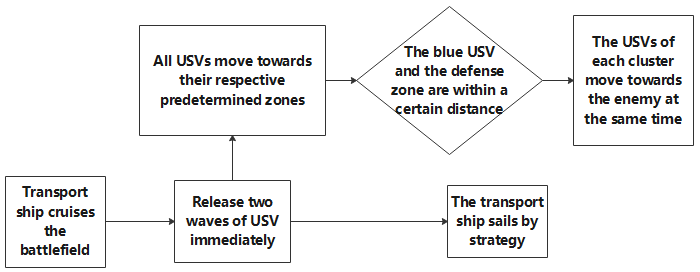 All USVs move towards
their respective
predetermined zones
The blue USV
and the defense
zone are within a
certain distance
The USVs of
each cluster
move towards
the enemy at
the same time
Transport
ship cruises
the
battlefield
Release two
waves of USV
immediately
The transport
ship sails by
strategy